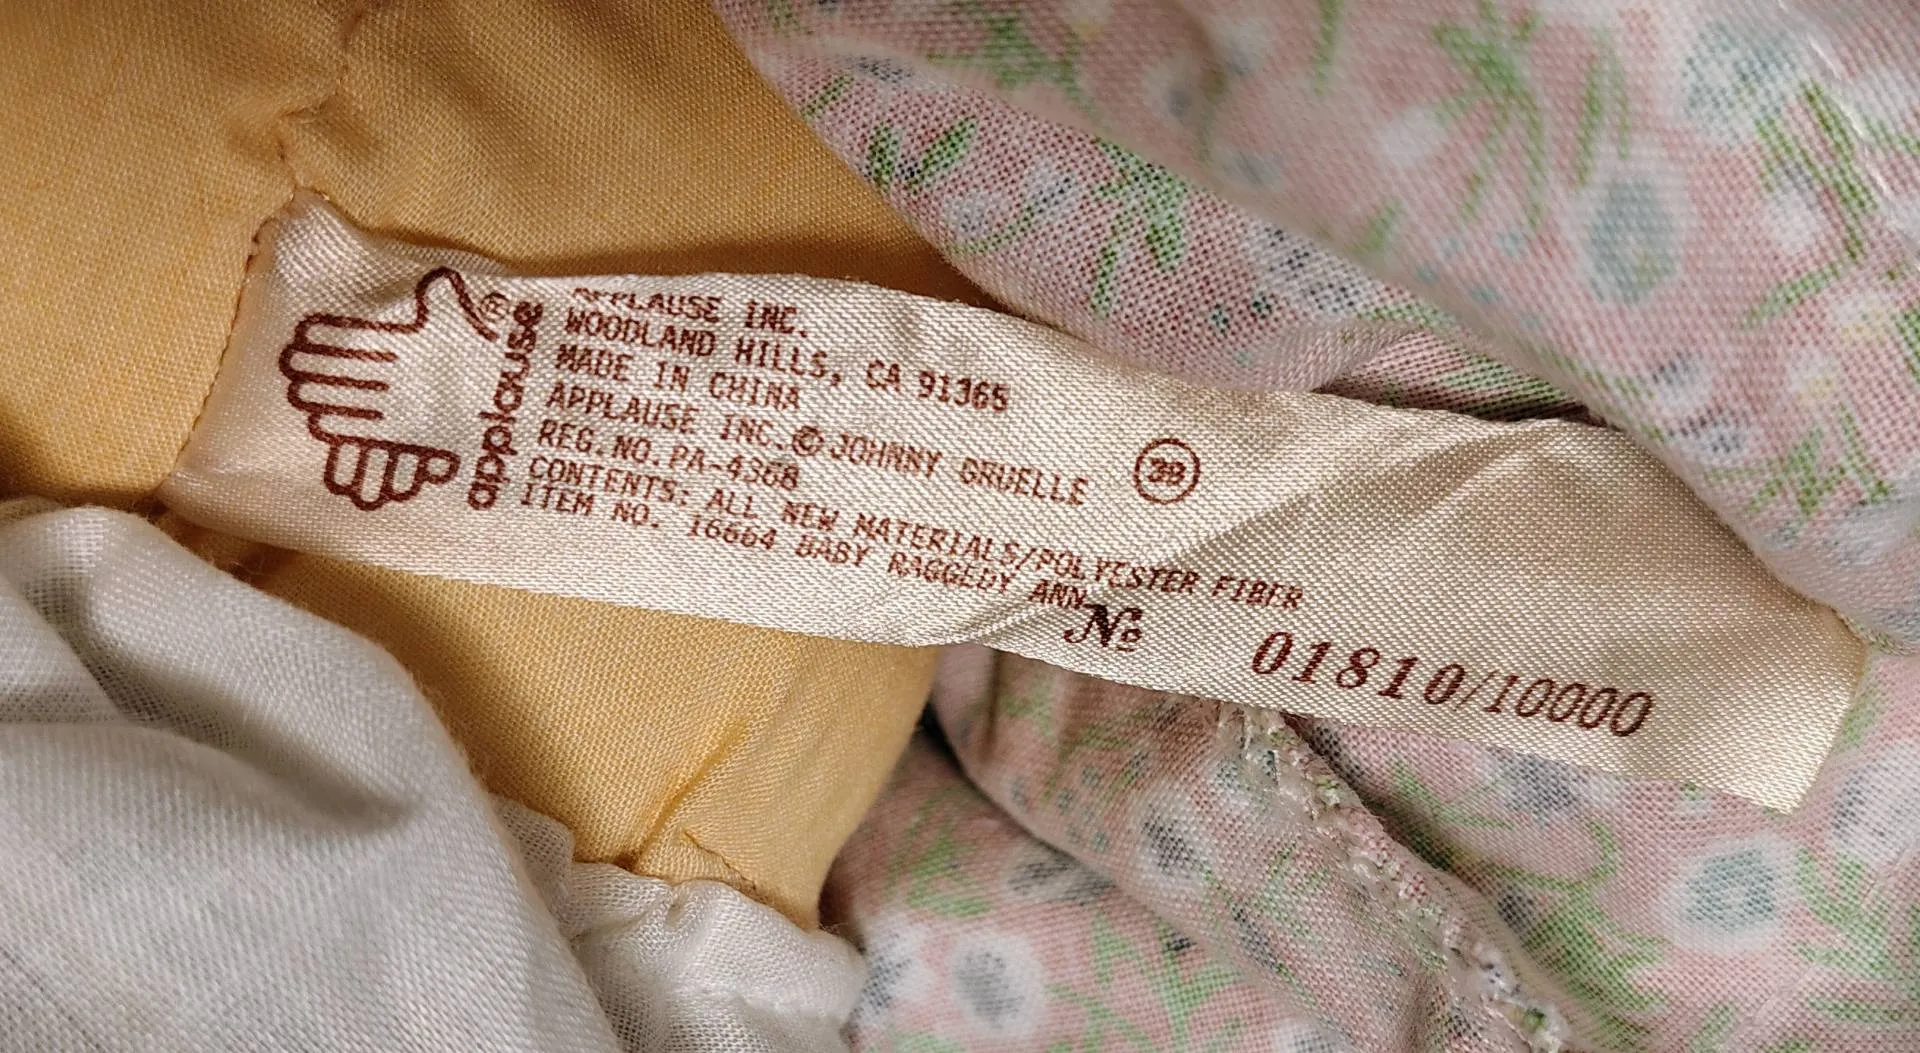 applause®
APPLAUSE INC.
WOODLAND HILLS, CA 91365
MADE IN CHINA
APPLAUSE INC.© JOHNNY GRUELLE
REG.NO.PA-4368
CONTENTS: ALL NEW MATERIALS/POLYESTER FIBER
ITEM NO. 16664 BABY RAGGEDY ANN
№ 01810/10000